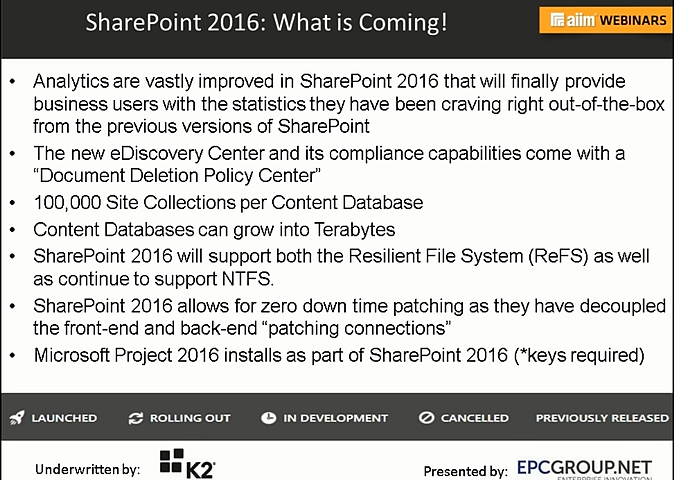 SharePoint 2016: What is Coming!
aiim WEBINARS
• Analytics are vastly improved in SharePoint 2016 that will finally provide
business users with the statistics they have been craving right out-of-the-box
from the previous versions of SharePoint
• The new eDiscovery Center and its compliance capabilities come with a
“Document Deletion Policy Center”
• 100,000 Site Collections per Content Database
• Content Databases can grow into Terabytes
• SharePoint 2016 will support both the Resilient File System (ReFS) as well
as continue to support NTFS.
• SharePoint 2016 allows for zero down time patching as they have decoupled
the front-end and back-end “patching connections”
• Microsoft Project 2016 installs as part of SharePoint 2016 (*keys required)
LAUNCHED ROLLING OUT IN DEVELOPMENT CANCELLED PREVIOUSLY RELEASED
Underwritten by: K2 Presented by: EPCGROUP.NET
ENTERPRISE INNOVATION